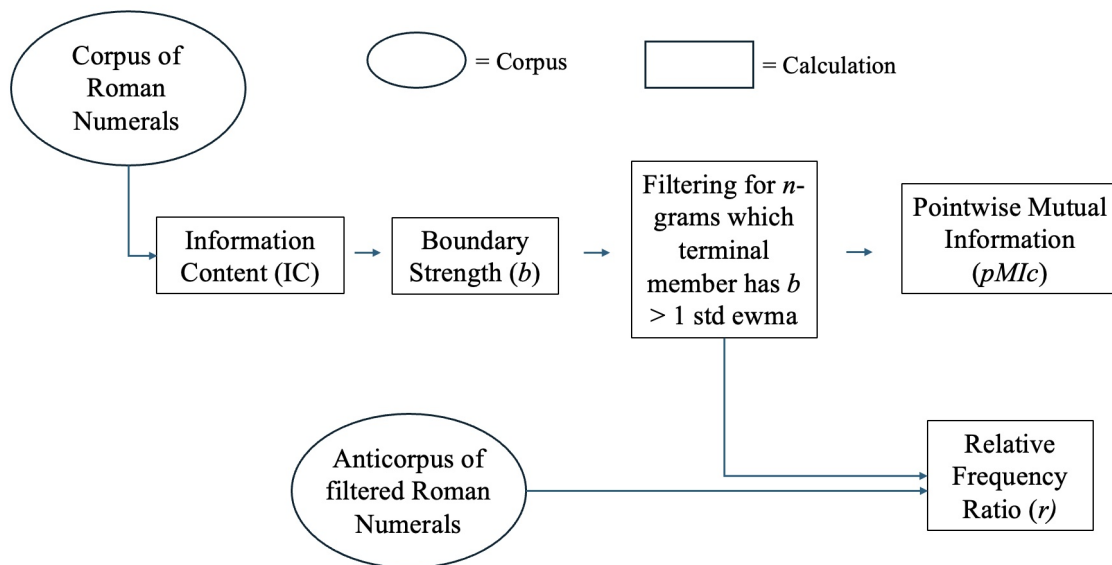 Corpus of
Roman
Numerals
= Corpus
= Calculation
Information
Content (IC)
Boundary
Strength (b)
Filtering for n-
grams which
terminal
member has b
> 1 std ewma
Pointwise Mutual
Information
(pMIc)
Anticorpus of
filtered Roman
Numerals
Relative
Frequency
Ratio (r)